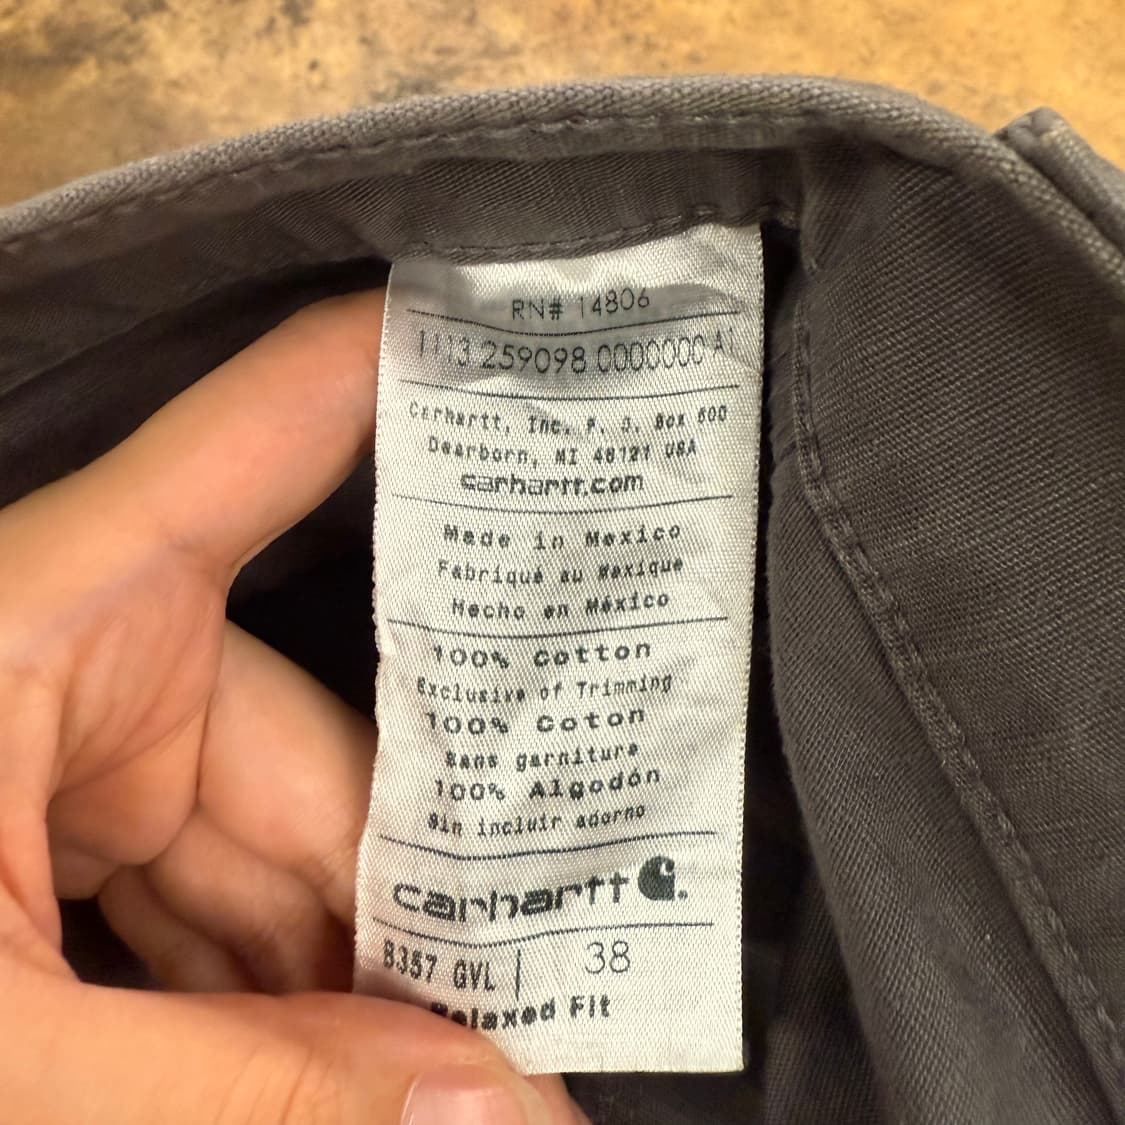 RN# 14806
1113 259098 0000000 A1
Carhartt, Inc. P. O. Box 600
Dearborn, MI 48121 USA
carhartt.com
Made in Mexico
Fabriqué au Mexique
Hecho en México
100% Cotton
Exclusive of Trimming
100% Coton
Sans garniture
100% Algodón
Sin incluir adorno
carhartt
B357 GVL | 38
Relaxed Fit